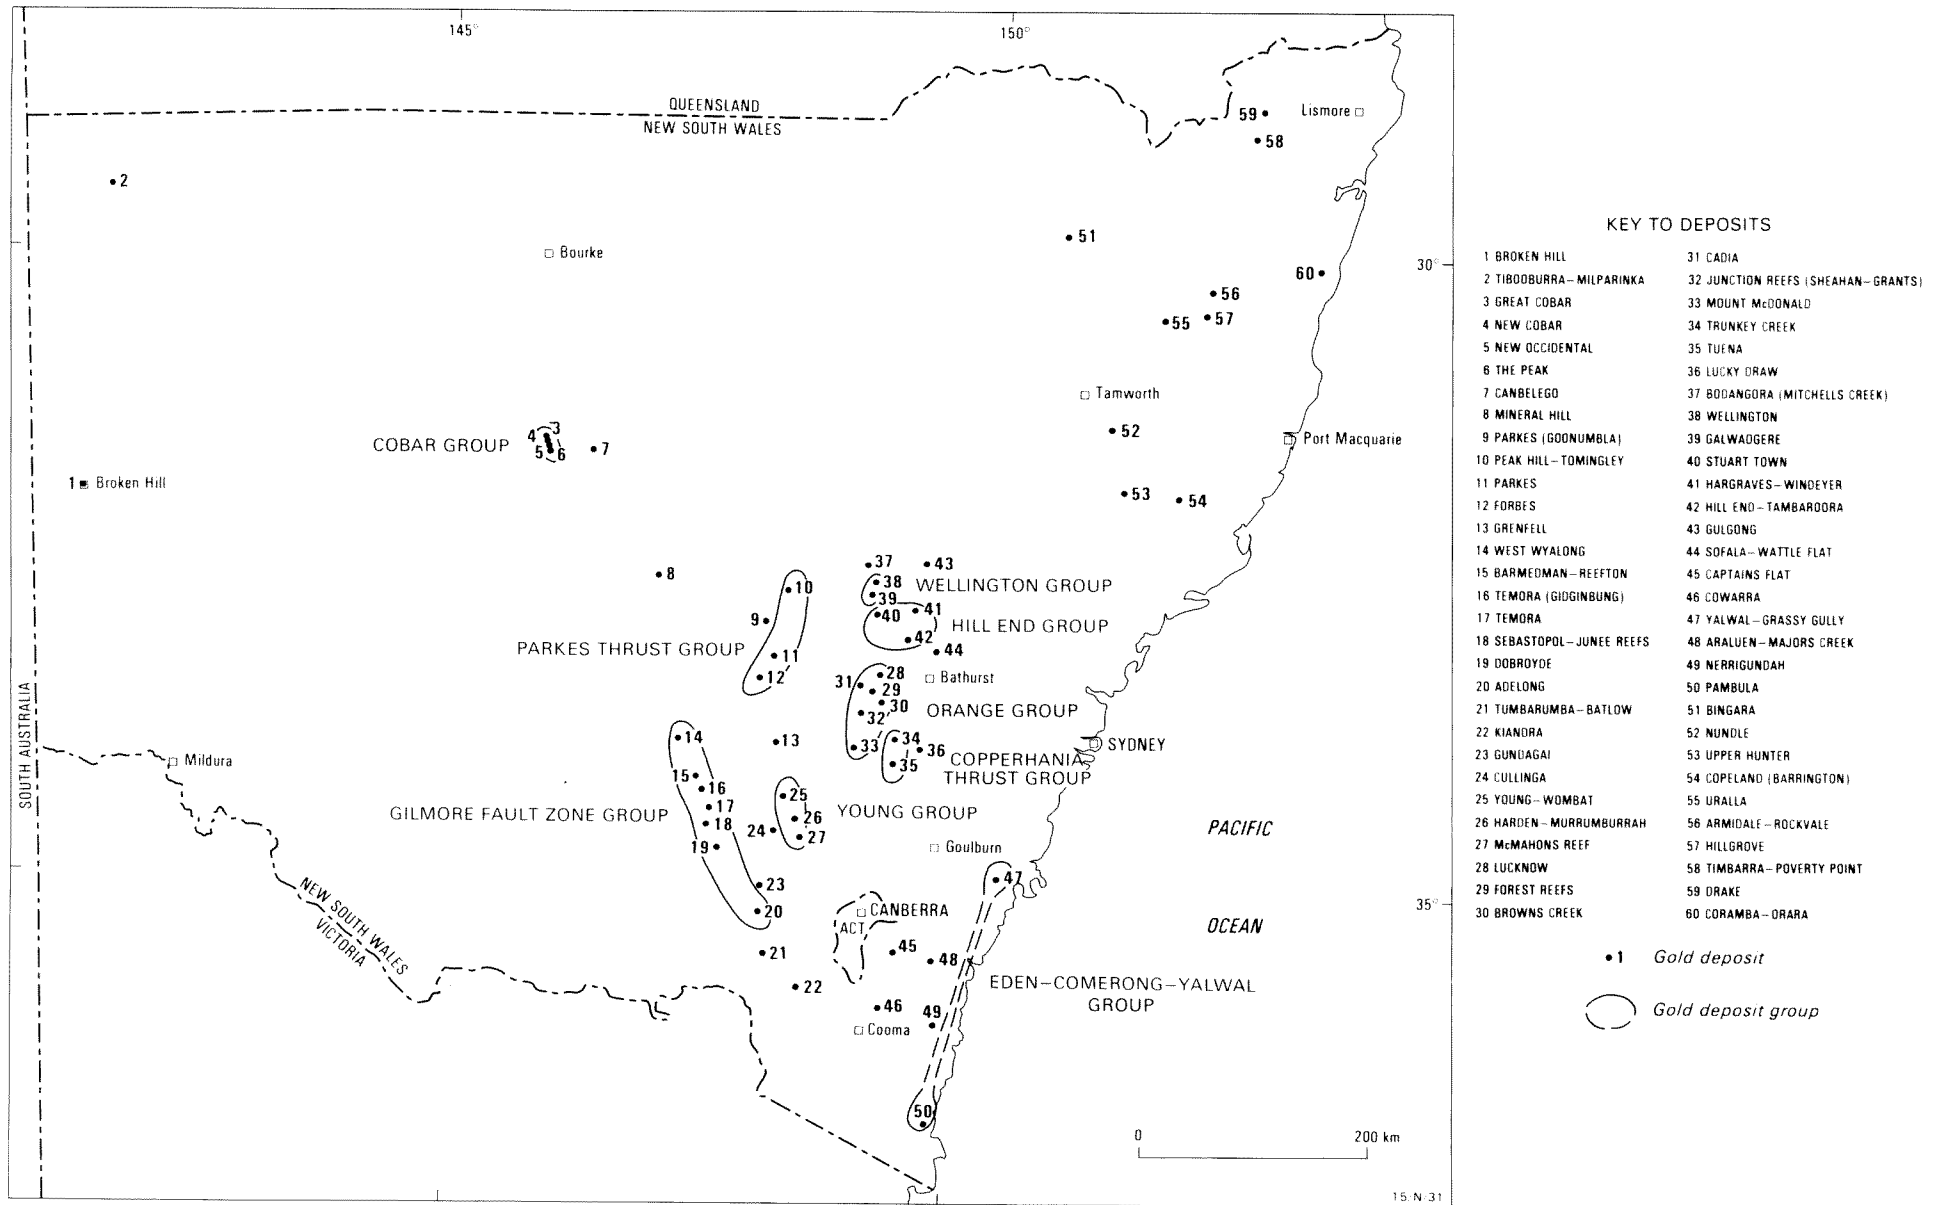 145°
150°
QUEENSLAND
NEW SOUTH WALES
59
Lismore
58
2
51
Bourke
30°
60
56
55
57
Tamworth
COBAR GROUP
4
3
5
6
7
52
Port Macquarie
1
Broken Hill
53
54
8
37
43
38
WELLINGTON GROUP
39
10
9
40
41
HILL END GROUP
42
44
PARKES THRUST GROUP
11
12
31
28
Bathurst
29
30
ORANGE GROUP
32
33
SOUTH AUSTRALIA
Mildura
14
13
34
36
COPPERHANIA
THRUST GROUP
35
SYDNEY
15
16
25
17
GILMORE FAULT ZONE GROUP
18
24
26
YOUNG GROUP
27
19
Goulburn
PACIFIC
OCEAN
23
20
47
CANBERRA
ACT
NEW SOUTH WALES
VICTORIA
21
45
48
22
EDEN-COMERONG-YALWAL
GROUP
46
49
Cooma
50
0
200 km
35°
15/N/31
KEY TO DEPOSITS
1 BROKEN HILL
2 TIBOOBURRA-MILPARINKA
3 GREAT COBAR
4 NEW COBAR
5 NEW OCCIDENTAL
6 THE PEAK
7 CANBELEGO
8 MINERAL HILL
9 PARKES (GOONUMBLA)
10 PEAK HILL-TOMINGLEY
11 PARKES
12 FORBES
13 GRENFELL
14 WEST WYALONG
15 BARMEDMAN-REEFTON
16 TEMORA (GIDGINBUNG)
17 TEMORA
18 SEBASTOPOL-JUNEE REEFS
19 DOBROYDE
20 ADELONG
21 TUMBARUMBA-BATLOW
22 KIANDRA
23 GUNDAGAI
24 CULLINGA
25 YOUNG-WOMBAT
26 HARDEN-MURRUMBURRAH
27 McMAHONS REEF
28 LUCKNOW
29 FOREST REEFS
30 BROWNS CREEK
31 CADIA
32 JUNCTION REEFS (SHEAHAN-GRANTS)
33 MOUNT McDONALD
34 TRUNKEY CREEK
35 TUENA
36 LUCKY DRAW
37 BODANGORA (MITCHELLS CREEK)
38 WELLINGTON
39 GALWADGERE
40 STUART TOWN
41 HARGRAVES-WINDEYER
42 HILL END-TAMBAROORA
43 GULGONG
44 SOFALA-WATTLE FLAT
45 CAPTAINS FLAT
46 COWARRA
47 YALWAL-GRASSY GULLY
48 ARALUEN-MAJORS CREEK
49 NERRIGUNDAH
50 PAMBULA
51 BINGARA
52 NUNDLE
53 UPPER HUNTER
54 COPELAND (BARRINGTON)
55 URALLA
56 ARMIDALE-ROCKVALE
57 HILLGROVE
58 TIMBARRA-POVERTY POINT
59 DRAKE
60 CORAMBA-ORARA
1 Gold deposit
Gold deposit group